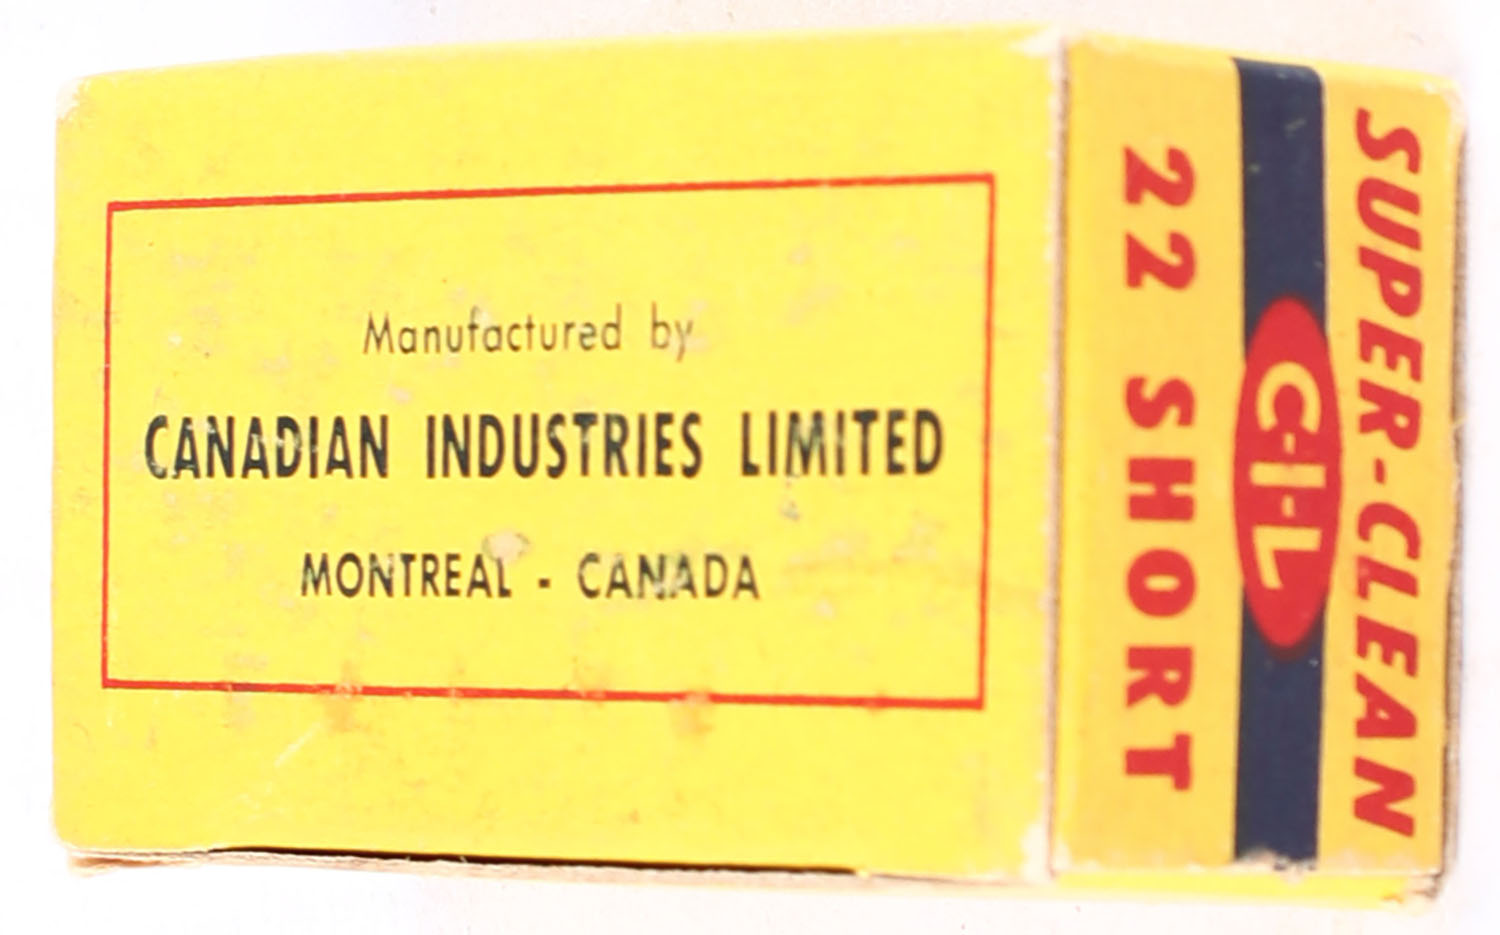 Manufactured by
CANADIAN INDUSTRIES LIMITED
MONTREAL - CANADA
SUPER-CLEAN
C-I-L
22 SHORT